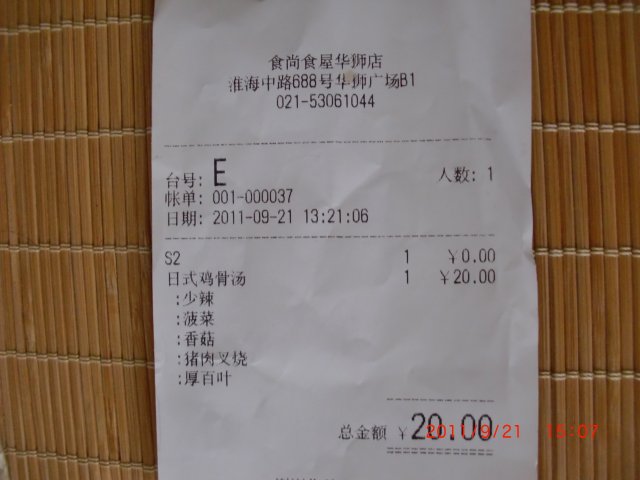 食尚食屋华狮店
淮海中路688号华狮广场B1
021-53061044
台号: E 人数: 1
帐单: 001-000037
日期: 2011-09-21 13:21:06
S2 1 ￥0.00
日式鸡骨汤 1 ￥20.00
:少辣
:菠菜
:香菇
:猪肉叉烧
:厚百叶
总金额 ￥20.00
2011/9/21